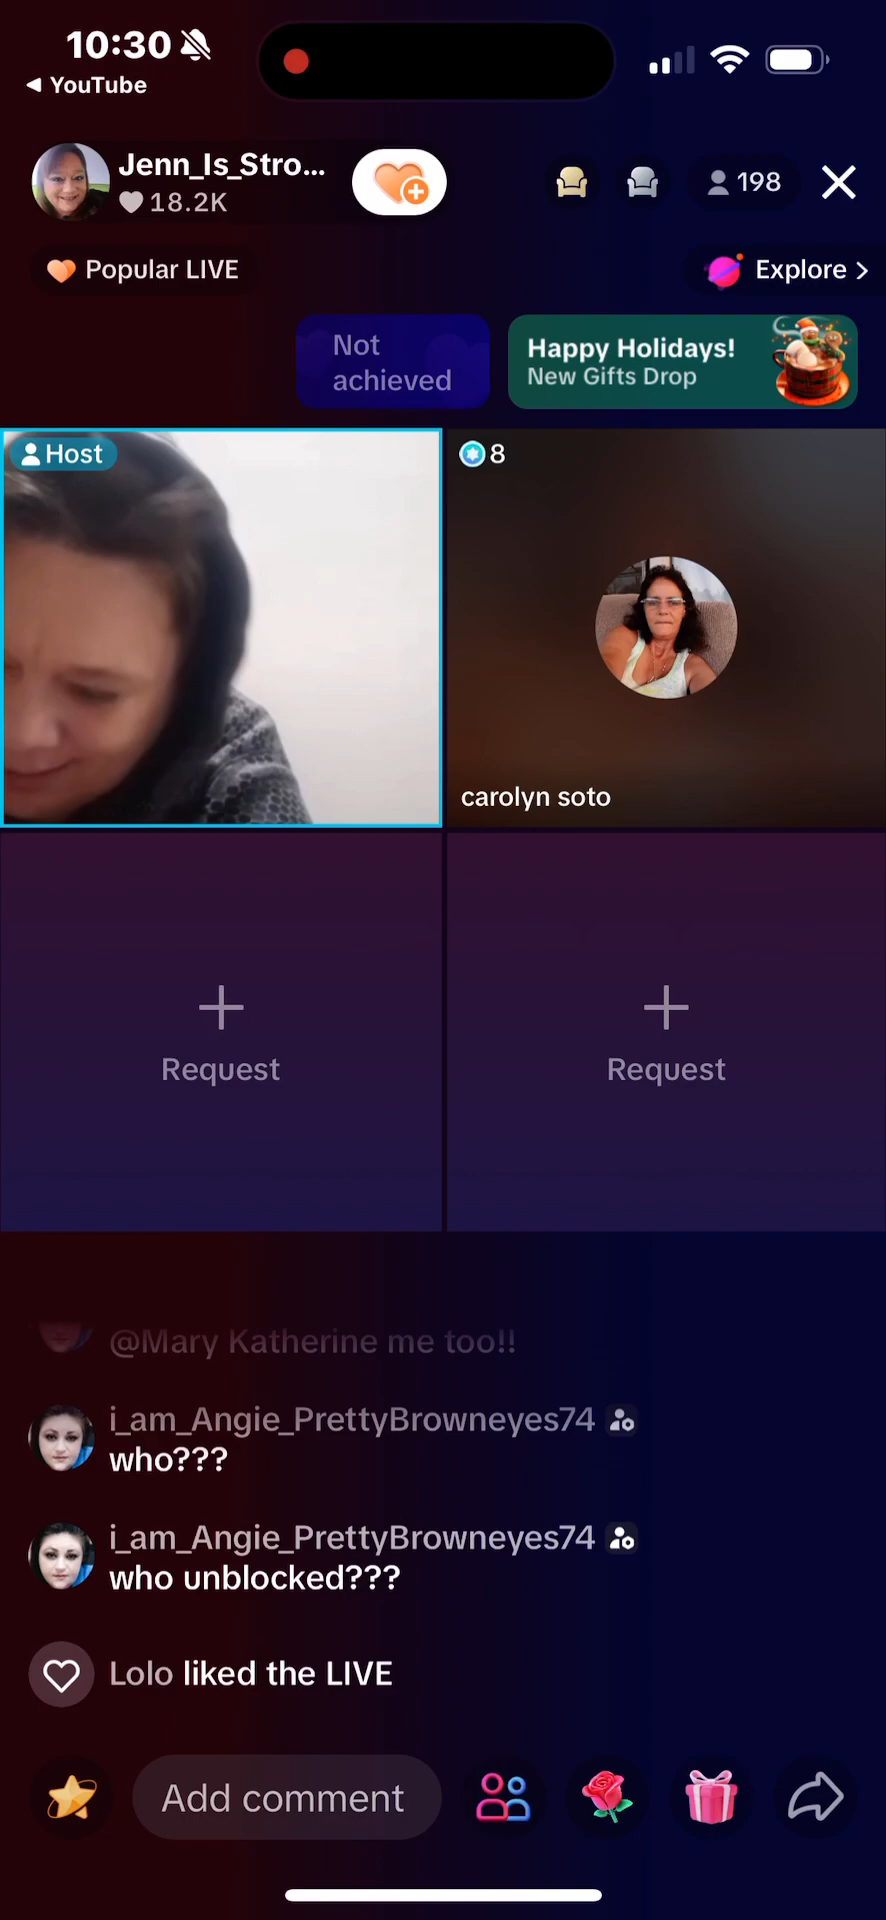 10:30
YouTube
Jenn_Is_Stro...
18.2K
198
Popular LIVE
Explore >
Not
achieved
Happy Holidays!
New Gifts Drop
Host
8
carolyn soto
Request
Request
@Mary Katherine me too!!
i_am_Angie_PrettyBrowneyes74
who???
i_am_Angie_PrettyBrowneyes74
who unblocked???
Lolo liked the LIVE
Add comment